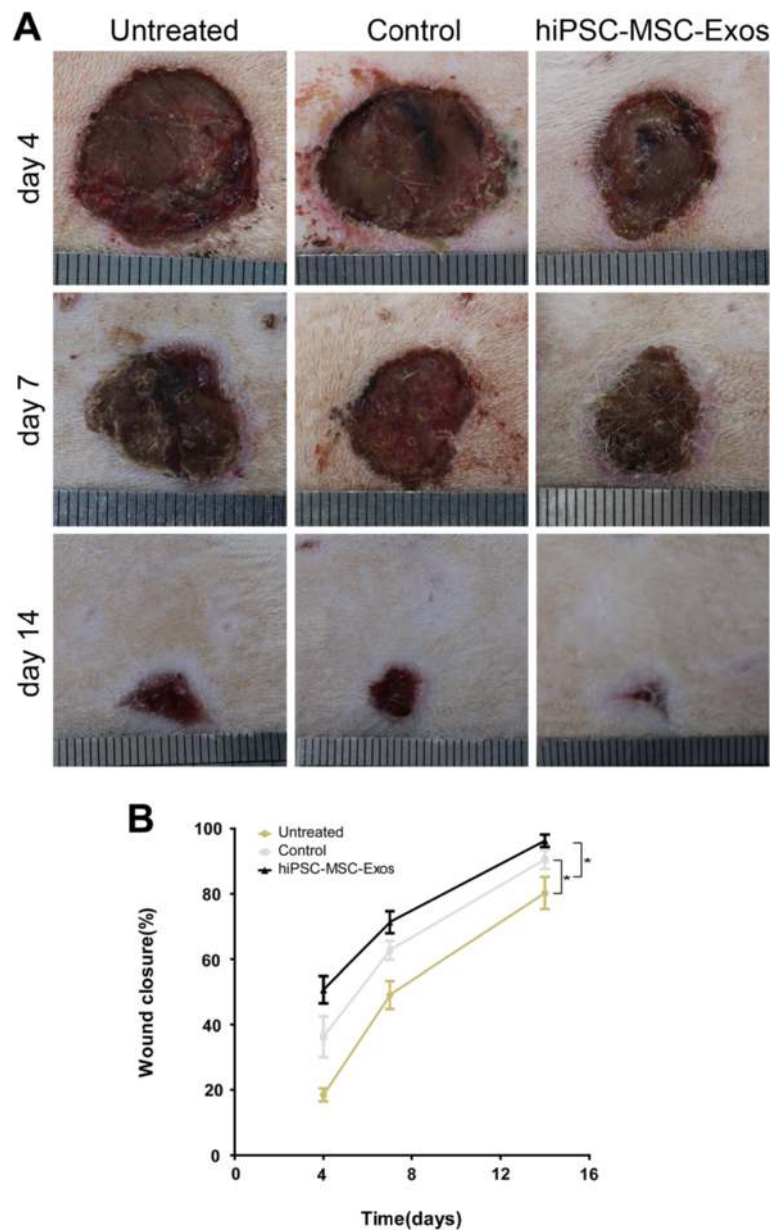 A
Untreated Control hiPSC-MSC-Exos
day 4
day 7
day 14
B
Untreated
Control
hiPSC-MSC-Exos
100
80
60
40
20
0
Wound closure(%)
*
*
0 4 8 12 16
Time(days)